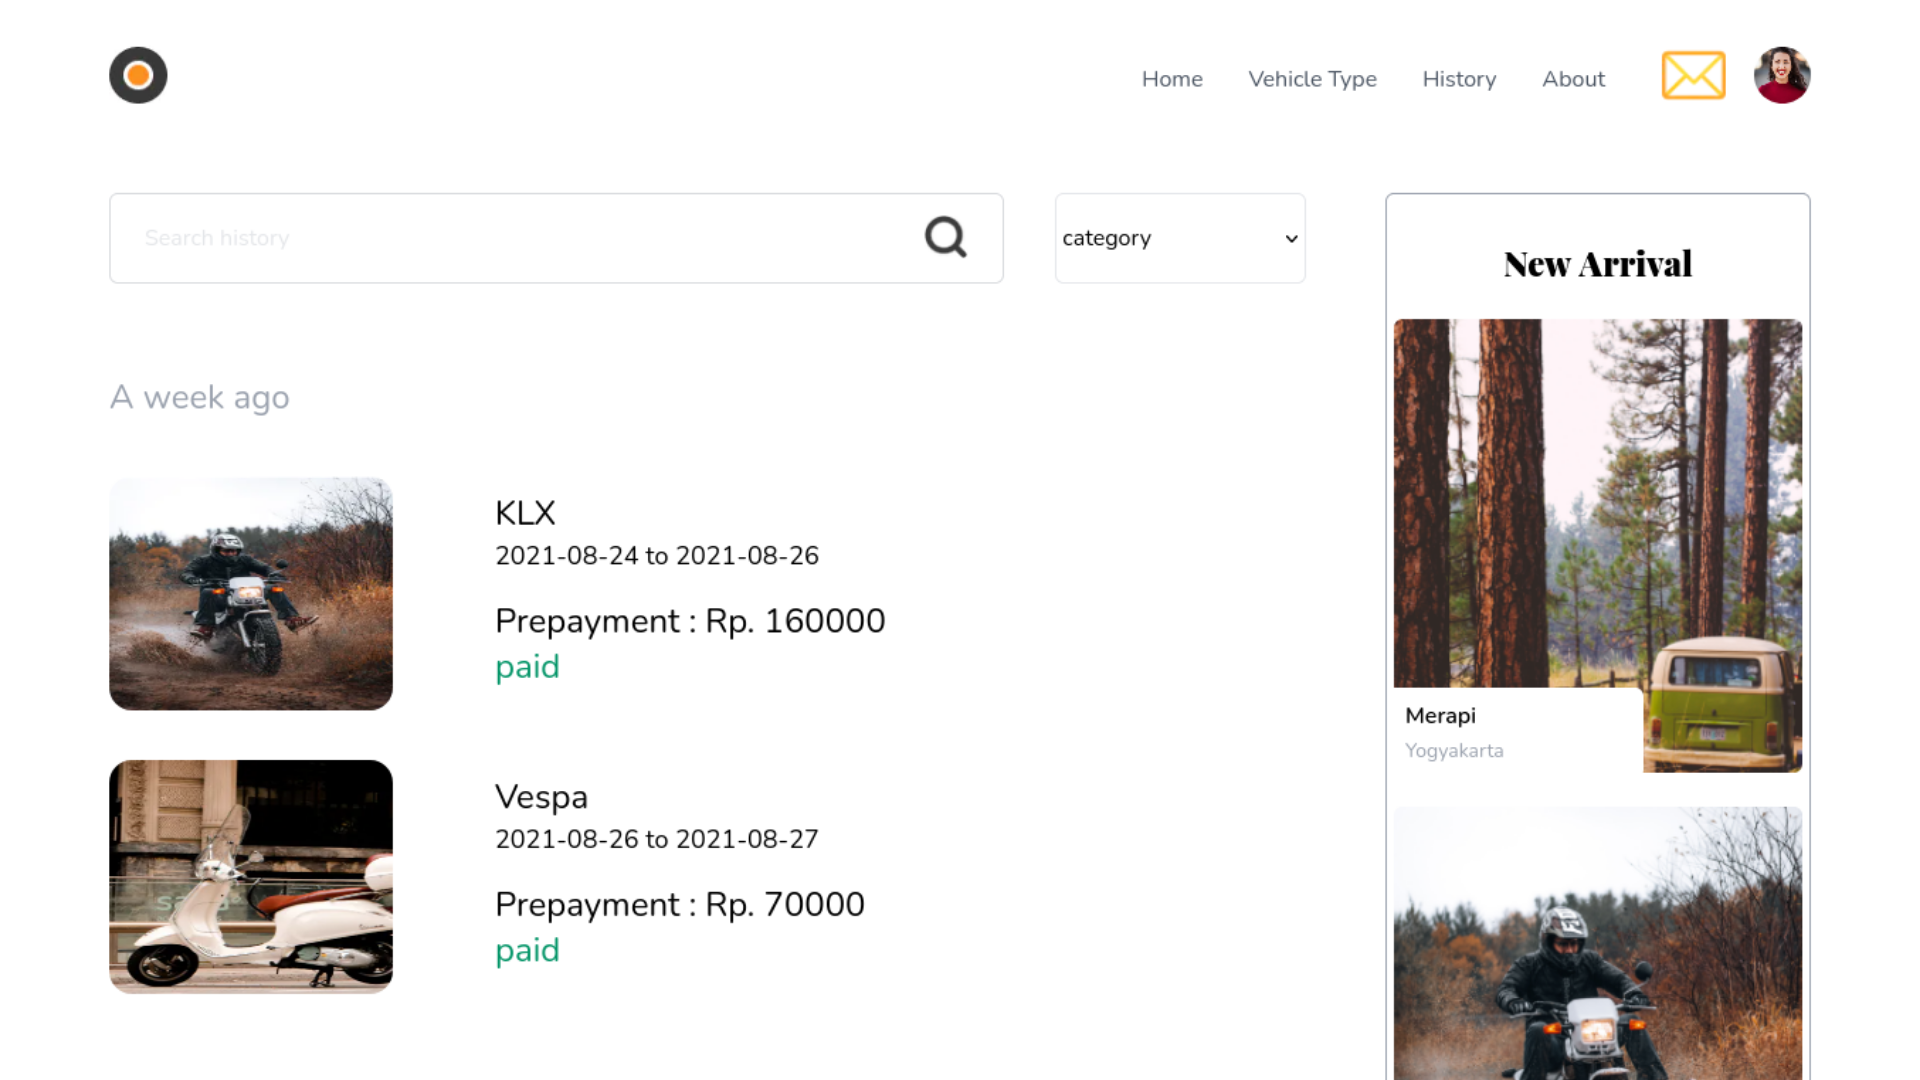 Home
Vehicle Type
History
About
Search history
category
New Arrival
A week ago
KLX
2021-08-24 to 2021-08-26
Prepayment : Rp. 160000
paid
Merapi
Yogyakarta
Vespa
2021-08-26 to 2021-08-27
Prepayment : Rp. 70000
paid